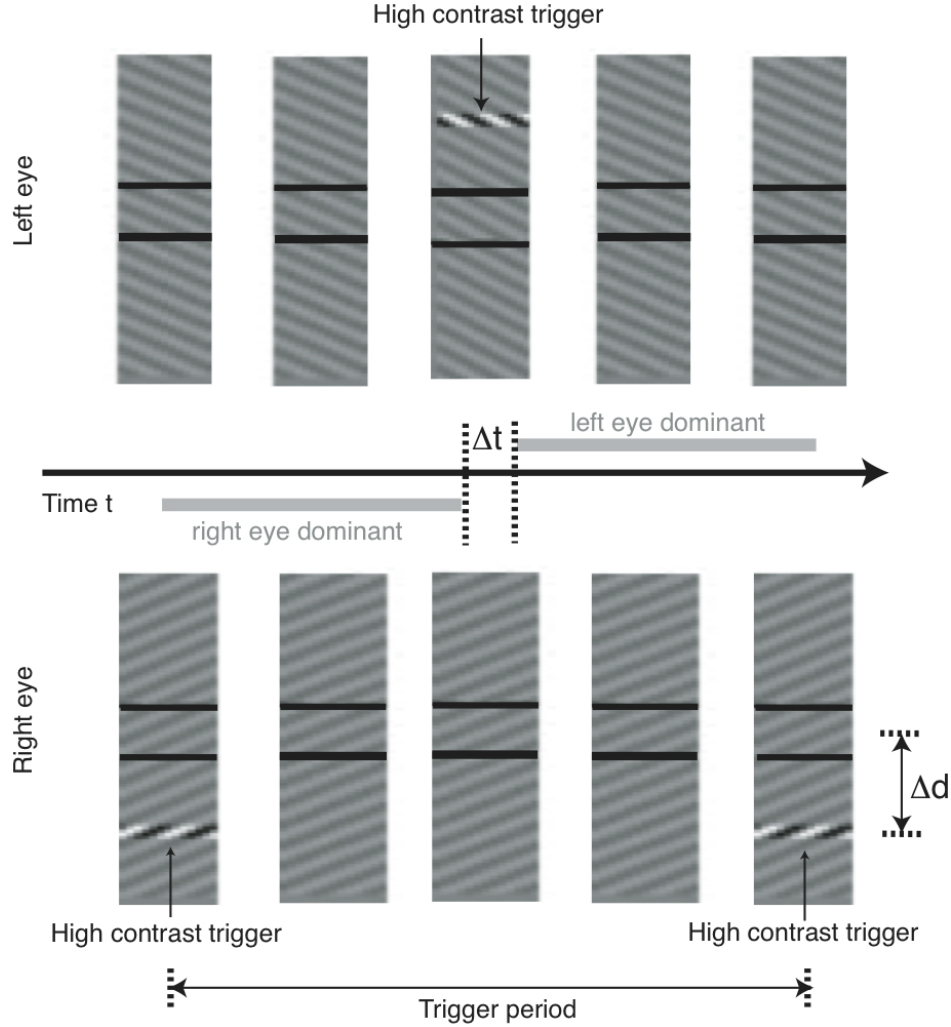 High contrast trigger
Left eye
left eye dominant
Δt
Time t
right eye dominant
Right eye
Δd
High contrast trigger
High contrast trigger
Trigger period